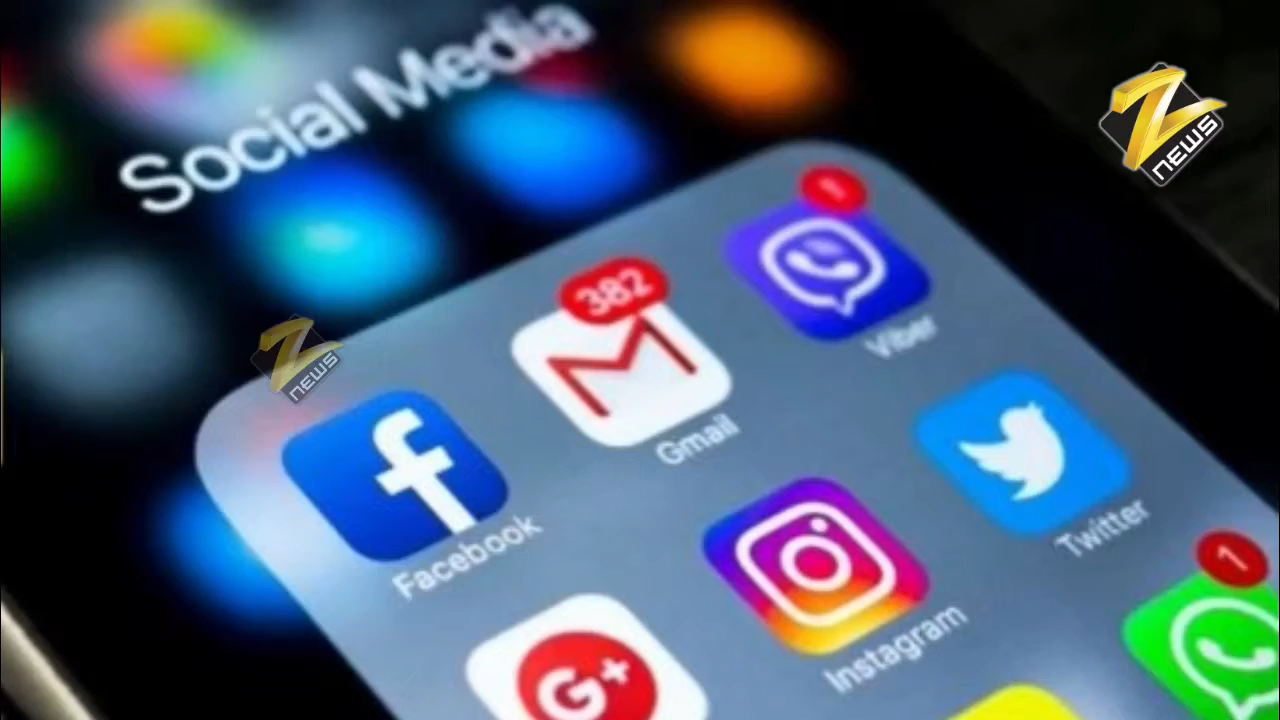 Social Media
Z NEWS
1
382
Viber
Gmail
Z NEWS
Facebook
Twitter
1
Instagram
G+